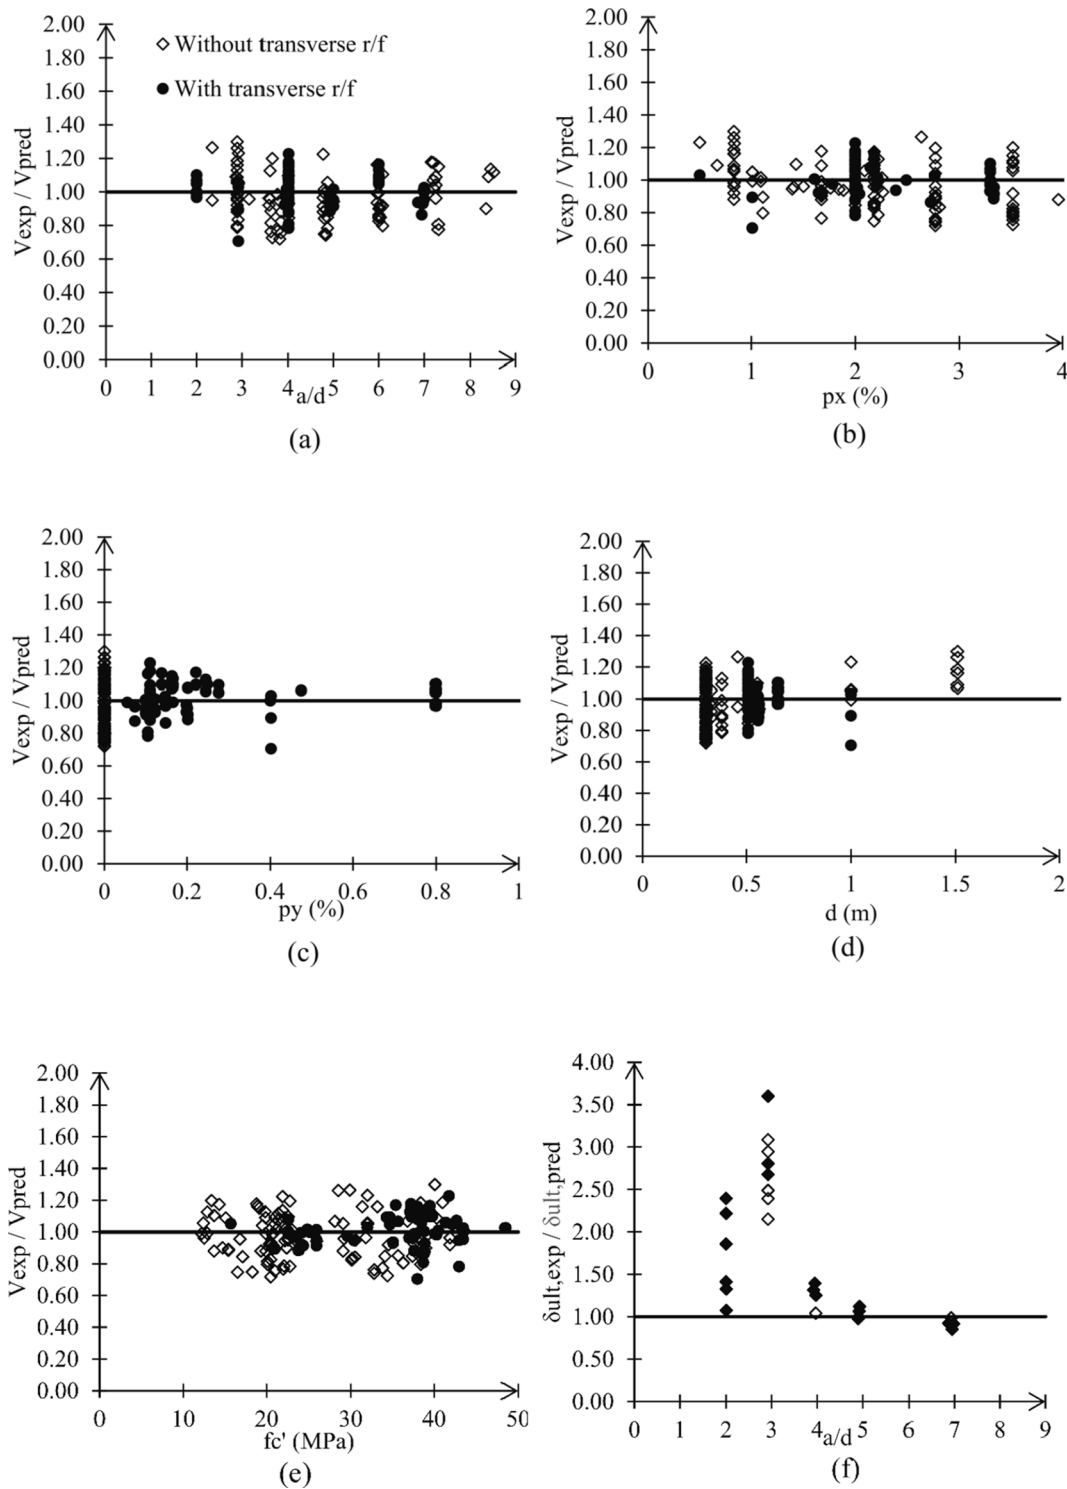 2.00
1.80
1.60
1.40
1.20
1.00
0.80
0.60
0.40
0.20
0.00
Vexp / Vpred
Without transverse r/f
With transverse r/f
0 1 2 3 4 5 6 7 8 9
a/d
(a)
2.00
1.80
1.60
1.40
1.20
1.00
0.80
0.60
0.40
0.20
0.00
Vexp / Vpred
0 1 2 3 4
px (%)
(b)
2.00
1.80
1.60
1.40
1.20
1.00
0.80
0.60
0.40
0.20
0.00
Vexp / Vpred
0 0.2 0.4 0.6 0.8 1
py (%)
(c)
2.00
1.80
1.60
1.40
1.20
1.00
0.80
0.60
0.40
0.20
0.00
Vexp / Vpred
0 0.5 1 1.5 2
d (m)
(d)
2.00
1.80
1.60
1.40
1.20
1.00
0.80
0.60
0.40
0.20
0.00
Vexp / Vpred
0 10 20 30 40 50
fc' (MPa)
(e)
4.00
3.50
3.00
2.50
2.00
1.50
1.00
0.50
0.00
δult,exp / δult,pred
0 1 2 3 4 5 6 7 8 9
a/d
(f)